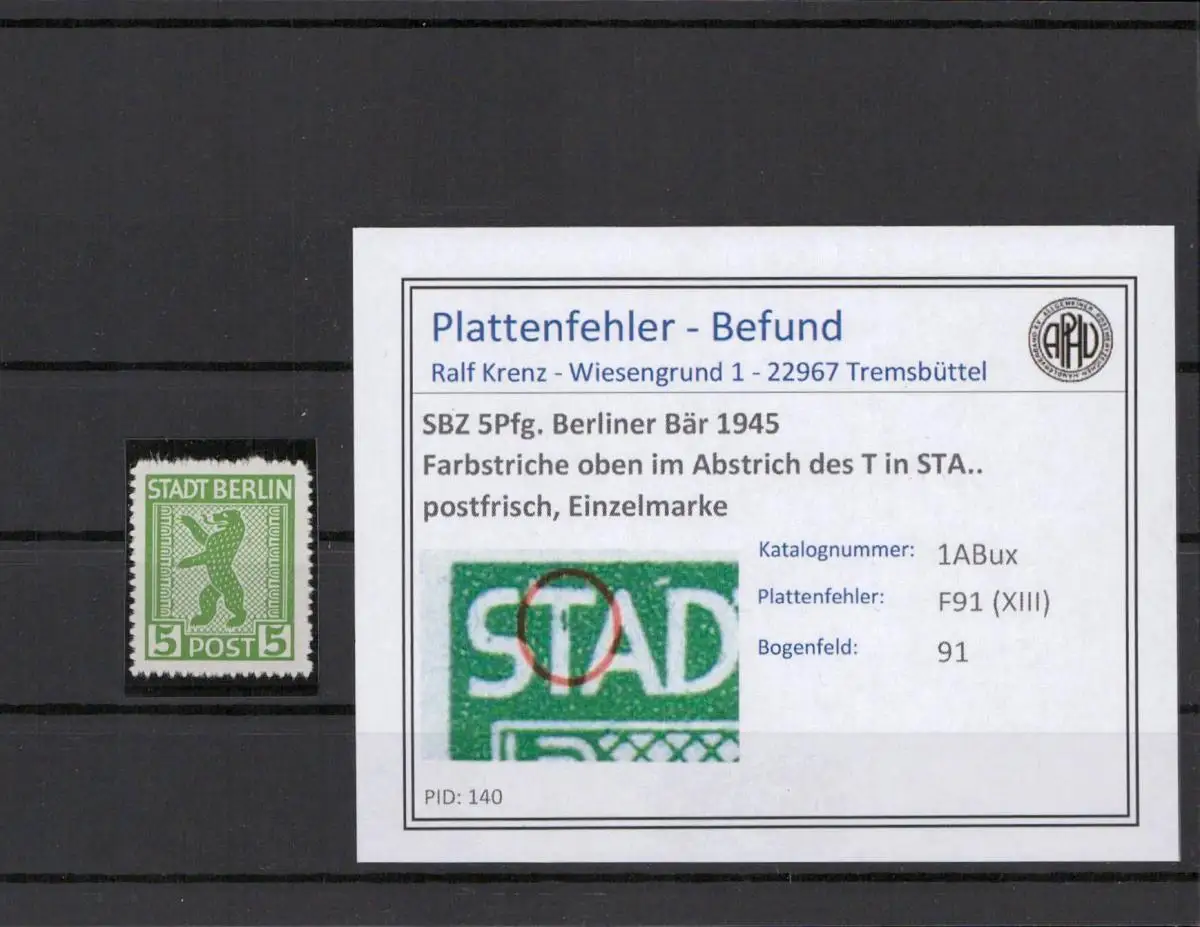 STADT BERLIN
5 POST 5
Plattenfehler - Befund
Ralf Krenz - Wiesengrund 1 - 22967 Tremsbüttel
APHV
SBZ 5Pfg. Berliner Bär 1945
Farbstriche oben im Abstrich des T in STA..
postfrisch, Einzelmarke
STAD
Katalognummer: 1ABux
Plattenfehler: F91 (XIII)
Bogenfeld: 91
PID: 140